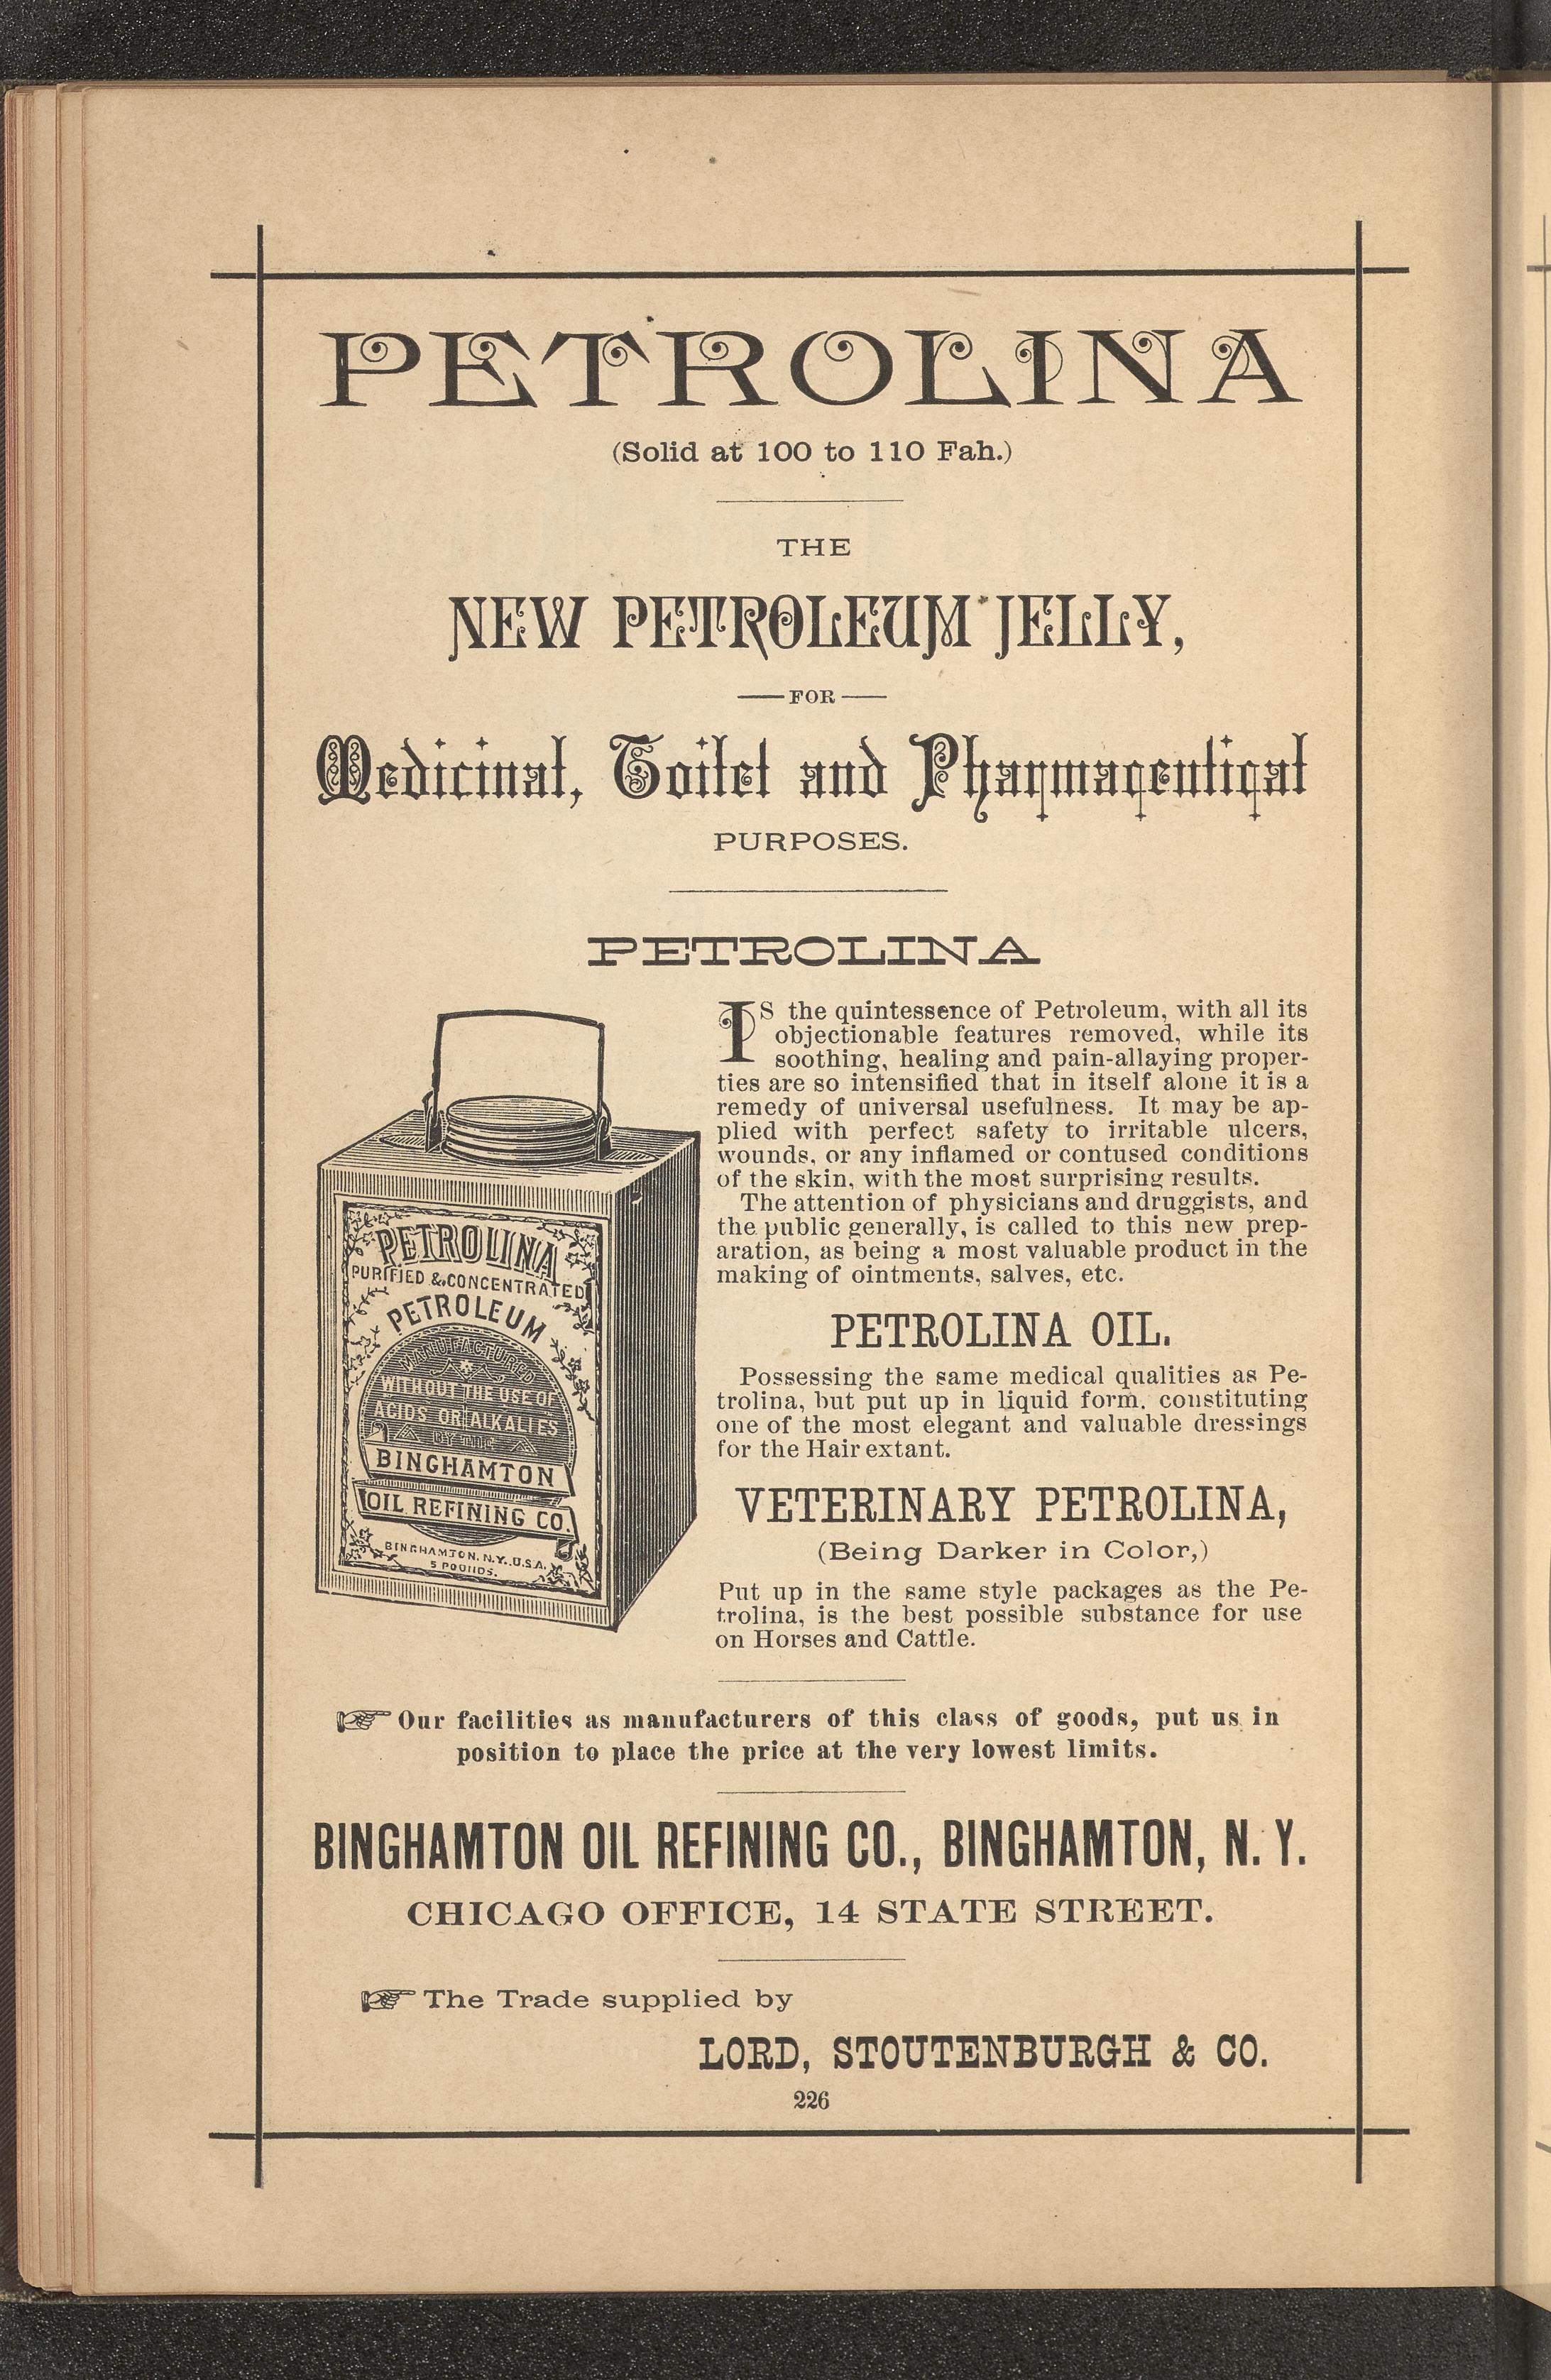 PETROLINA
(Solid at 100 to 110 Fah.)
THE
NEW PETROLEUM JELLY,
FOR
Medicinal, Toilet and Pharmaceutical
PURPOSES.
PETROLINA
IS the quintessence of Petroleum, with all its
objectionable features removed, while its
soothing, healing and pain-allaying proper-
ties are so intensified that in itself alone it is a
remedy of universal usefulness. It may be ap-
plied with perfect safety to irritable ulcers,
wounds, or any inflamed or contused conditions
of the skin, with the most surprising results.
The attention of physicians and druggists, and
the public generally, is called to this new prep-
aration, as being a most valuable product in the
making of ointments, salves, etc.
PETROLINA
PURIFIED & CONCENTRATED
PETROLEUM
MANUFACTURED
WITHOUT THE USE OF
ACIDS OR ALKALIES
BY THE
BINGHAMTON
OIL REFINING CO.
BINGHAMTON, N.Y. U.S.A.
5 POUNDS.
PETROLINA OIL.
Possessing the same medical qualities as Pe-
trolina, but put up in liquid form, constituting
one of the most elegant and valuable dressings
for the Hair extant.
VETERINARY PETROLINA,
(Being Darker in Color,)
Put up in the same style packages as the Pe-
trolina, is the best possible substance for use
on Horses and Cattle.
☞ Our facilities as manufacturers of this class of goods, put us in
position to place the price at the very lowest limits.
BINGHAMTON OIL REFINING CO., BINGHAMTON, N. Y.
CHICAGO OFFICE, 14 STATE STREET.
☞ The Trade supplied by
LORD, STOUTENBURGH & CO.
226